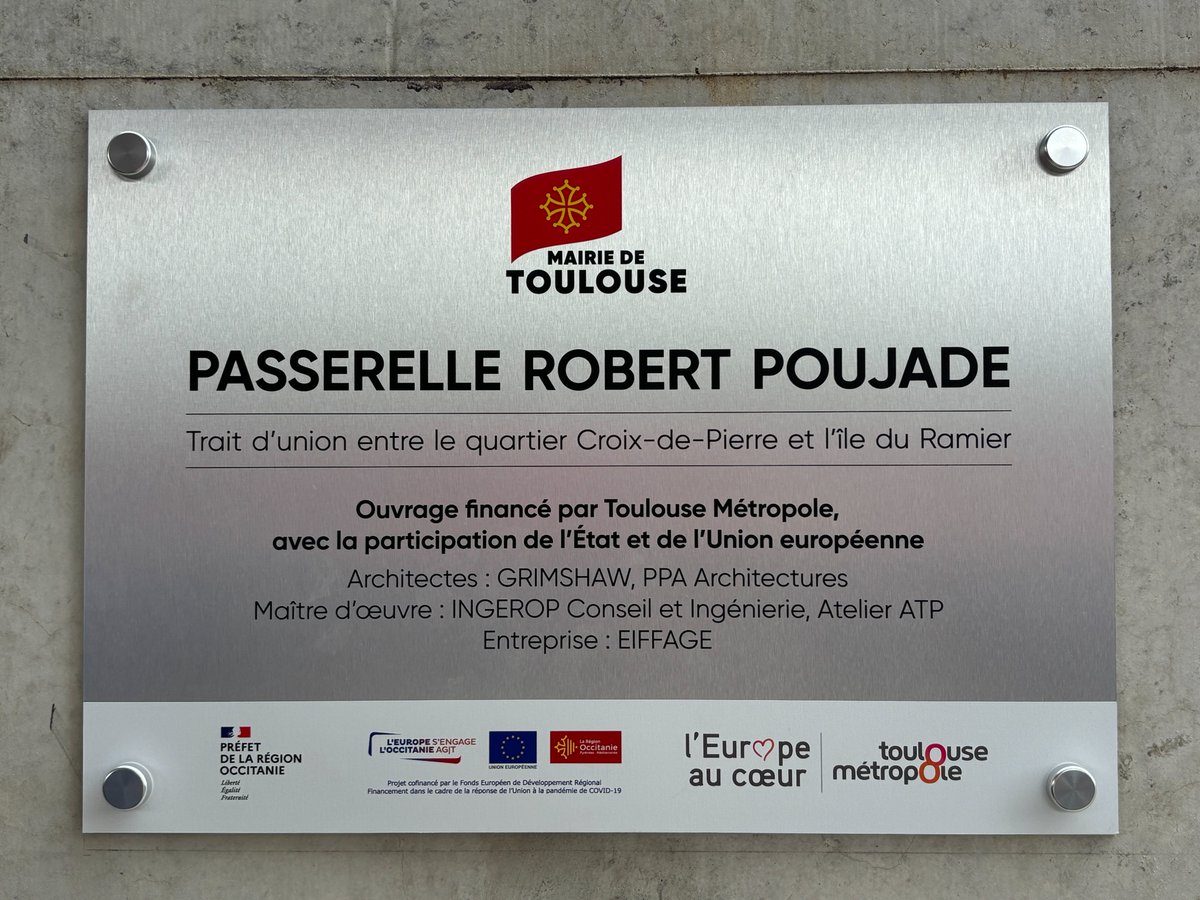 MAIRIE DE
TOULOUSE
PASSERELLE ROBERT POUJADE
Trait d'union entre le quartier Croix-de-Pierre et l'île du Ramier
Ouvrage financé par Toulouse Métropole,
avec la participation de l'État et de l'Union européenne
Architectes : GRIMSHAW, PPA Architectures
Maître d'œuvre : INGEROP Conseil et Ingénierie, Atelier ATP
Entreprise : EIFFAGE
PRÉFET
DE LA RÉGION
OCCITANIE
Liberté
Égalité
Fraternité
L'EUROPE S'ENGAGE
L'OCCITANIE AGIT
UNION EUROPÉENNE
La Région
Occitanie
Pyrénées - Méditerranée
Projet cofinancé par le Fonds Européen de Développement Régional
Financement dans le cadre de la réponse de l'Union à la pandémie de COVID-19
l'Europe
au cœur
toulouse
métropole